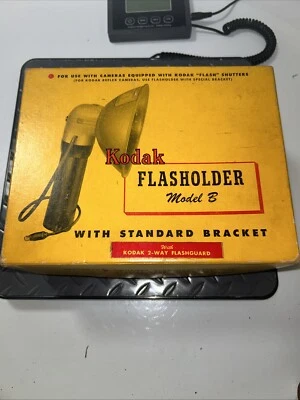 FOR USE WITH CAMERAS EQUIPPED WITH KODAK "FLASH" SHUTTERS
(FOR KODAK REFLEX CAMERAS, USE FLASHOLDER WITH SPECIAL BRACKET)
Kodak
FLASHOLDER
Model B
WITH STANDARD BRACKET
With
KODAK 2-WAY FLASHGUARD